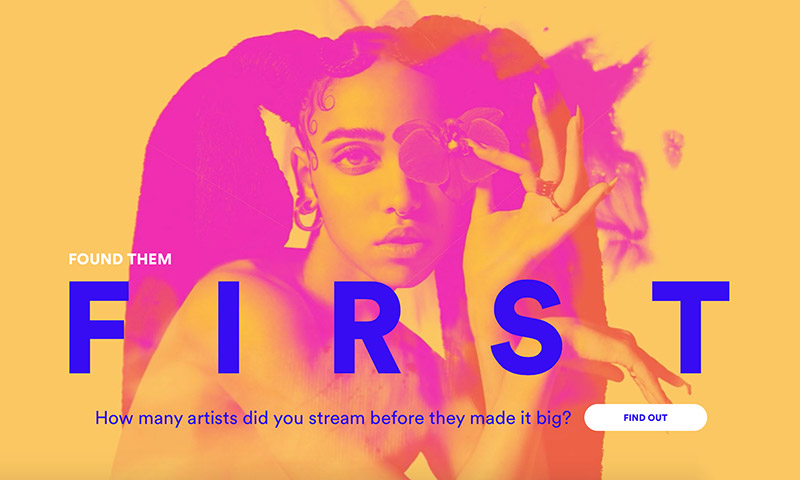 FOUND THEM
FIRST
How many artists did you stream before they made it big?
FIND OUT